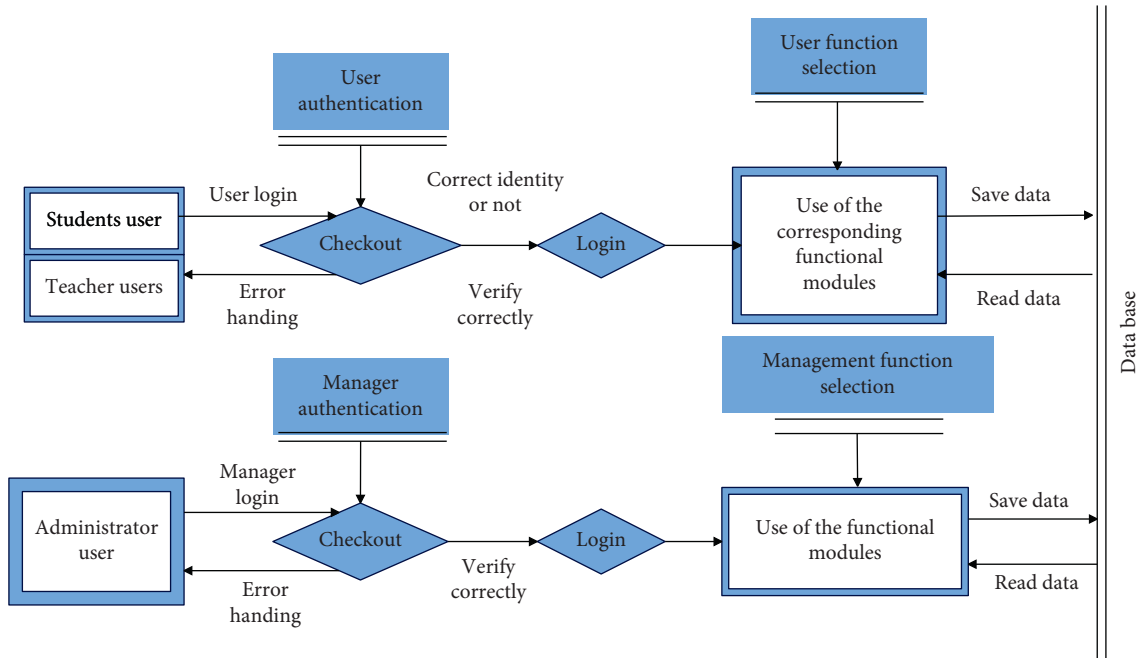 User
authentication
User function
selection
User login
Correct identity
or not
Save data
Students user
Checkout
Login
Use of the
corresponding
functional
modules
Teacher users
Error
handing
Verify
correctly
Read data
Data base
Manager
authentication
Management function
selection
Manager
login
Save data
Administrator
user
Checkout
Login
Use of the functional
modules
Error
handing
Verify
correctly
Read data